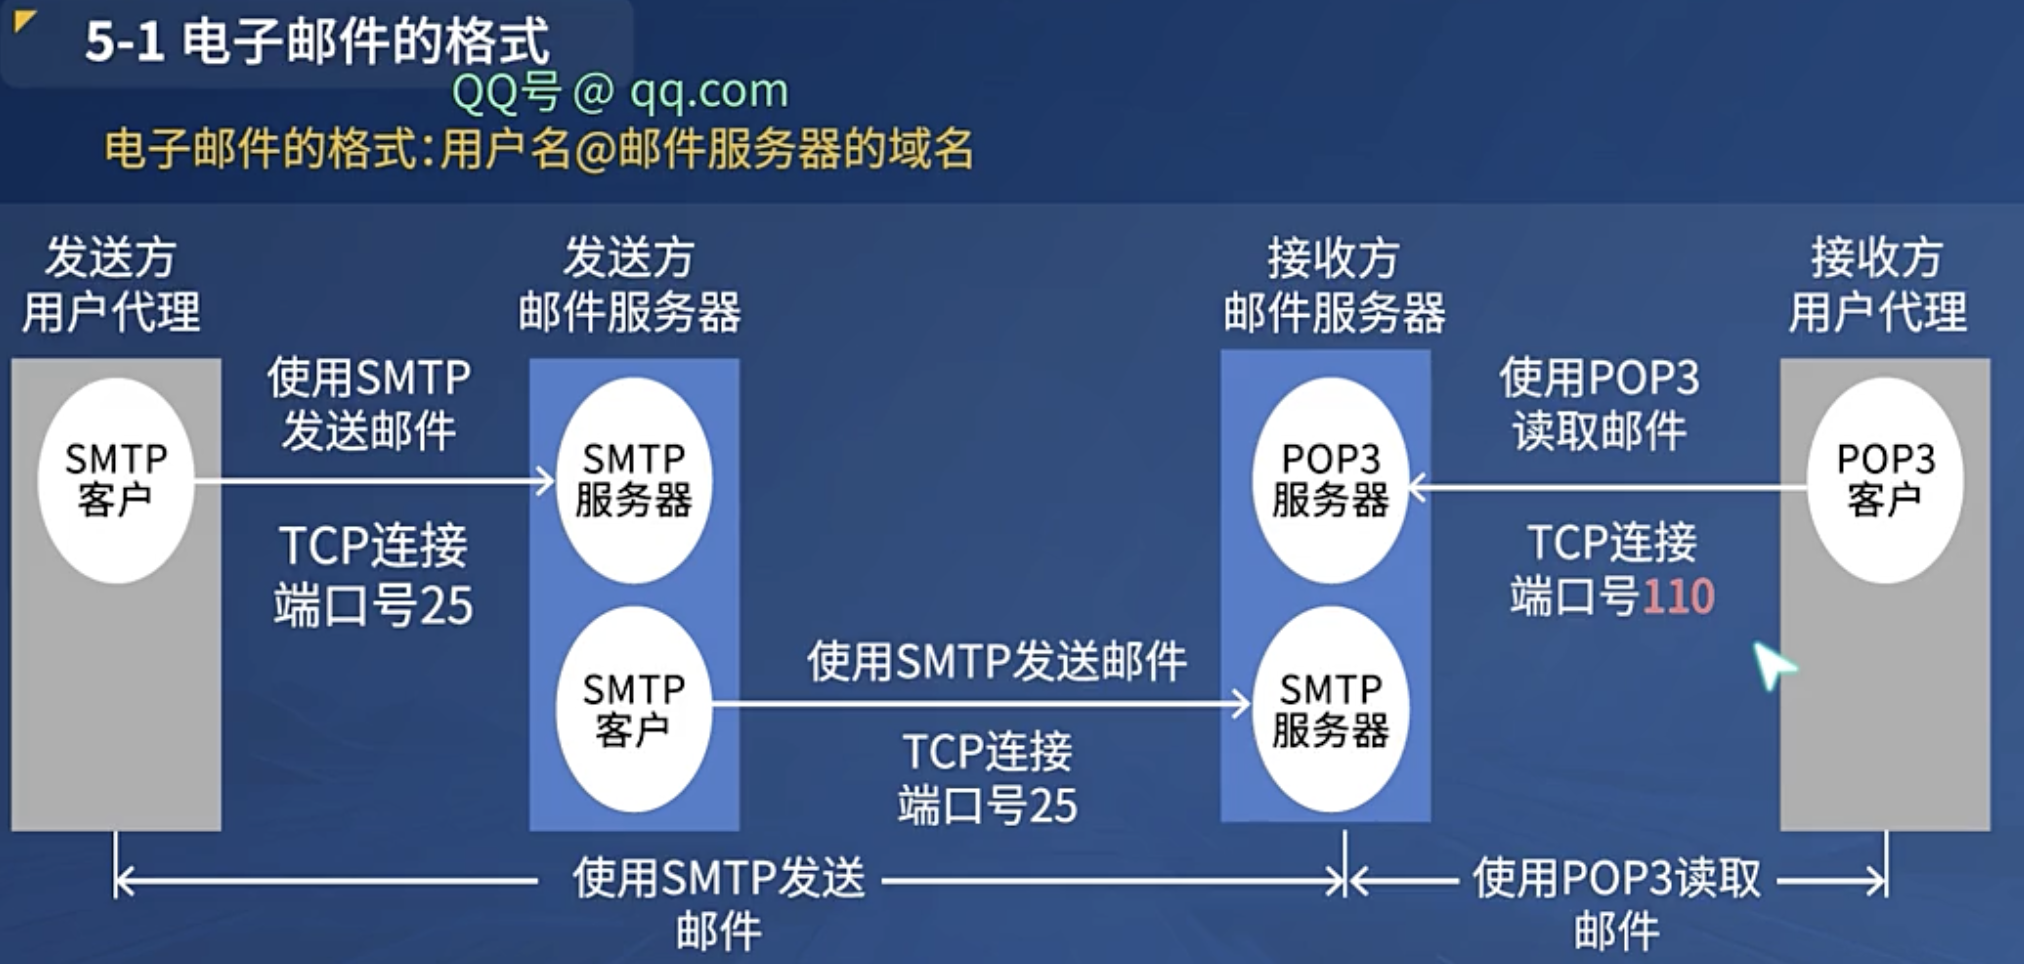 5-1 电子邮件的格式
QQ号@ qq.com
电子邮件的格式:用户名@邮件服务器的域名
发送方
用户代理
发送方
邮件服务器
接收方
邮件服务器
接收方
用户代理
使用SMTP
发送邮件
使用POP3
读取邮件
SMTP
客户
SMTP
服务器
POP3
服务器
POP3
客户
TCP连接
端口号25
TCP连接
端口号110
使用SMTP发送邮件
SMTP
客户
SMTP
服务器
TCP连接
端口号25
使用SMTP发送
邮件
使用POP3读取
邮件